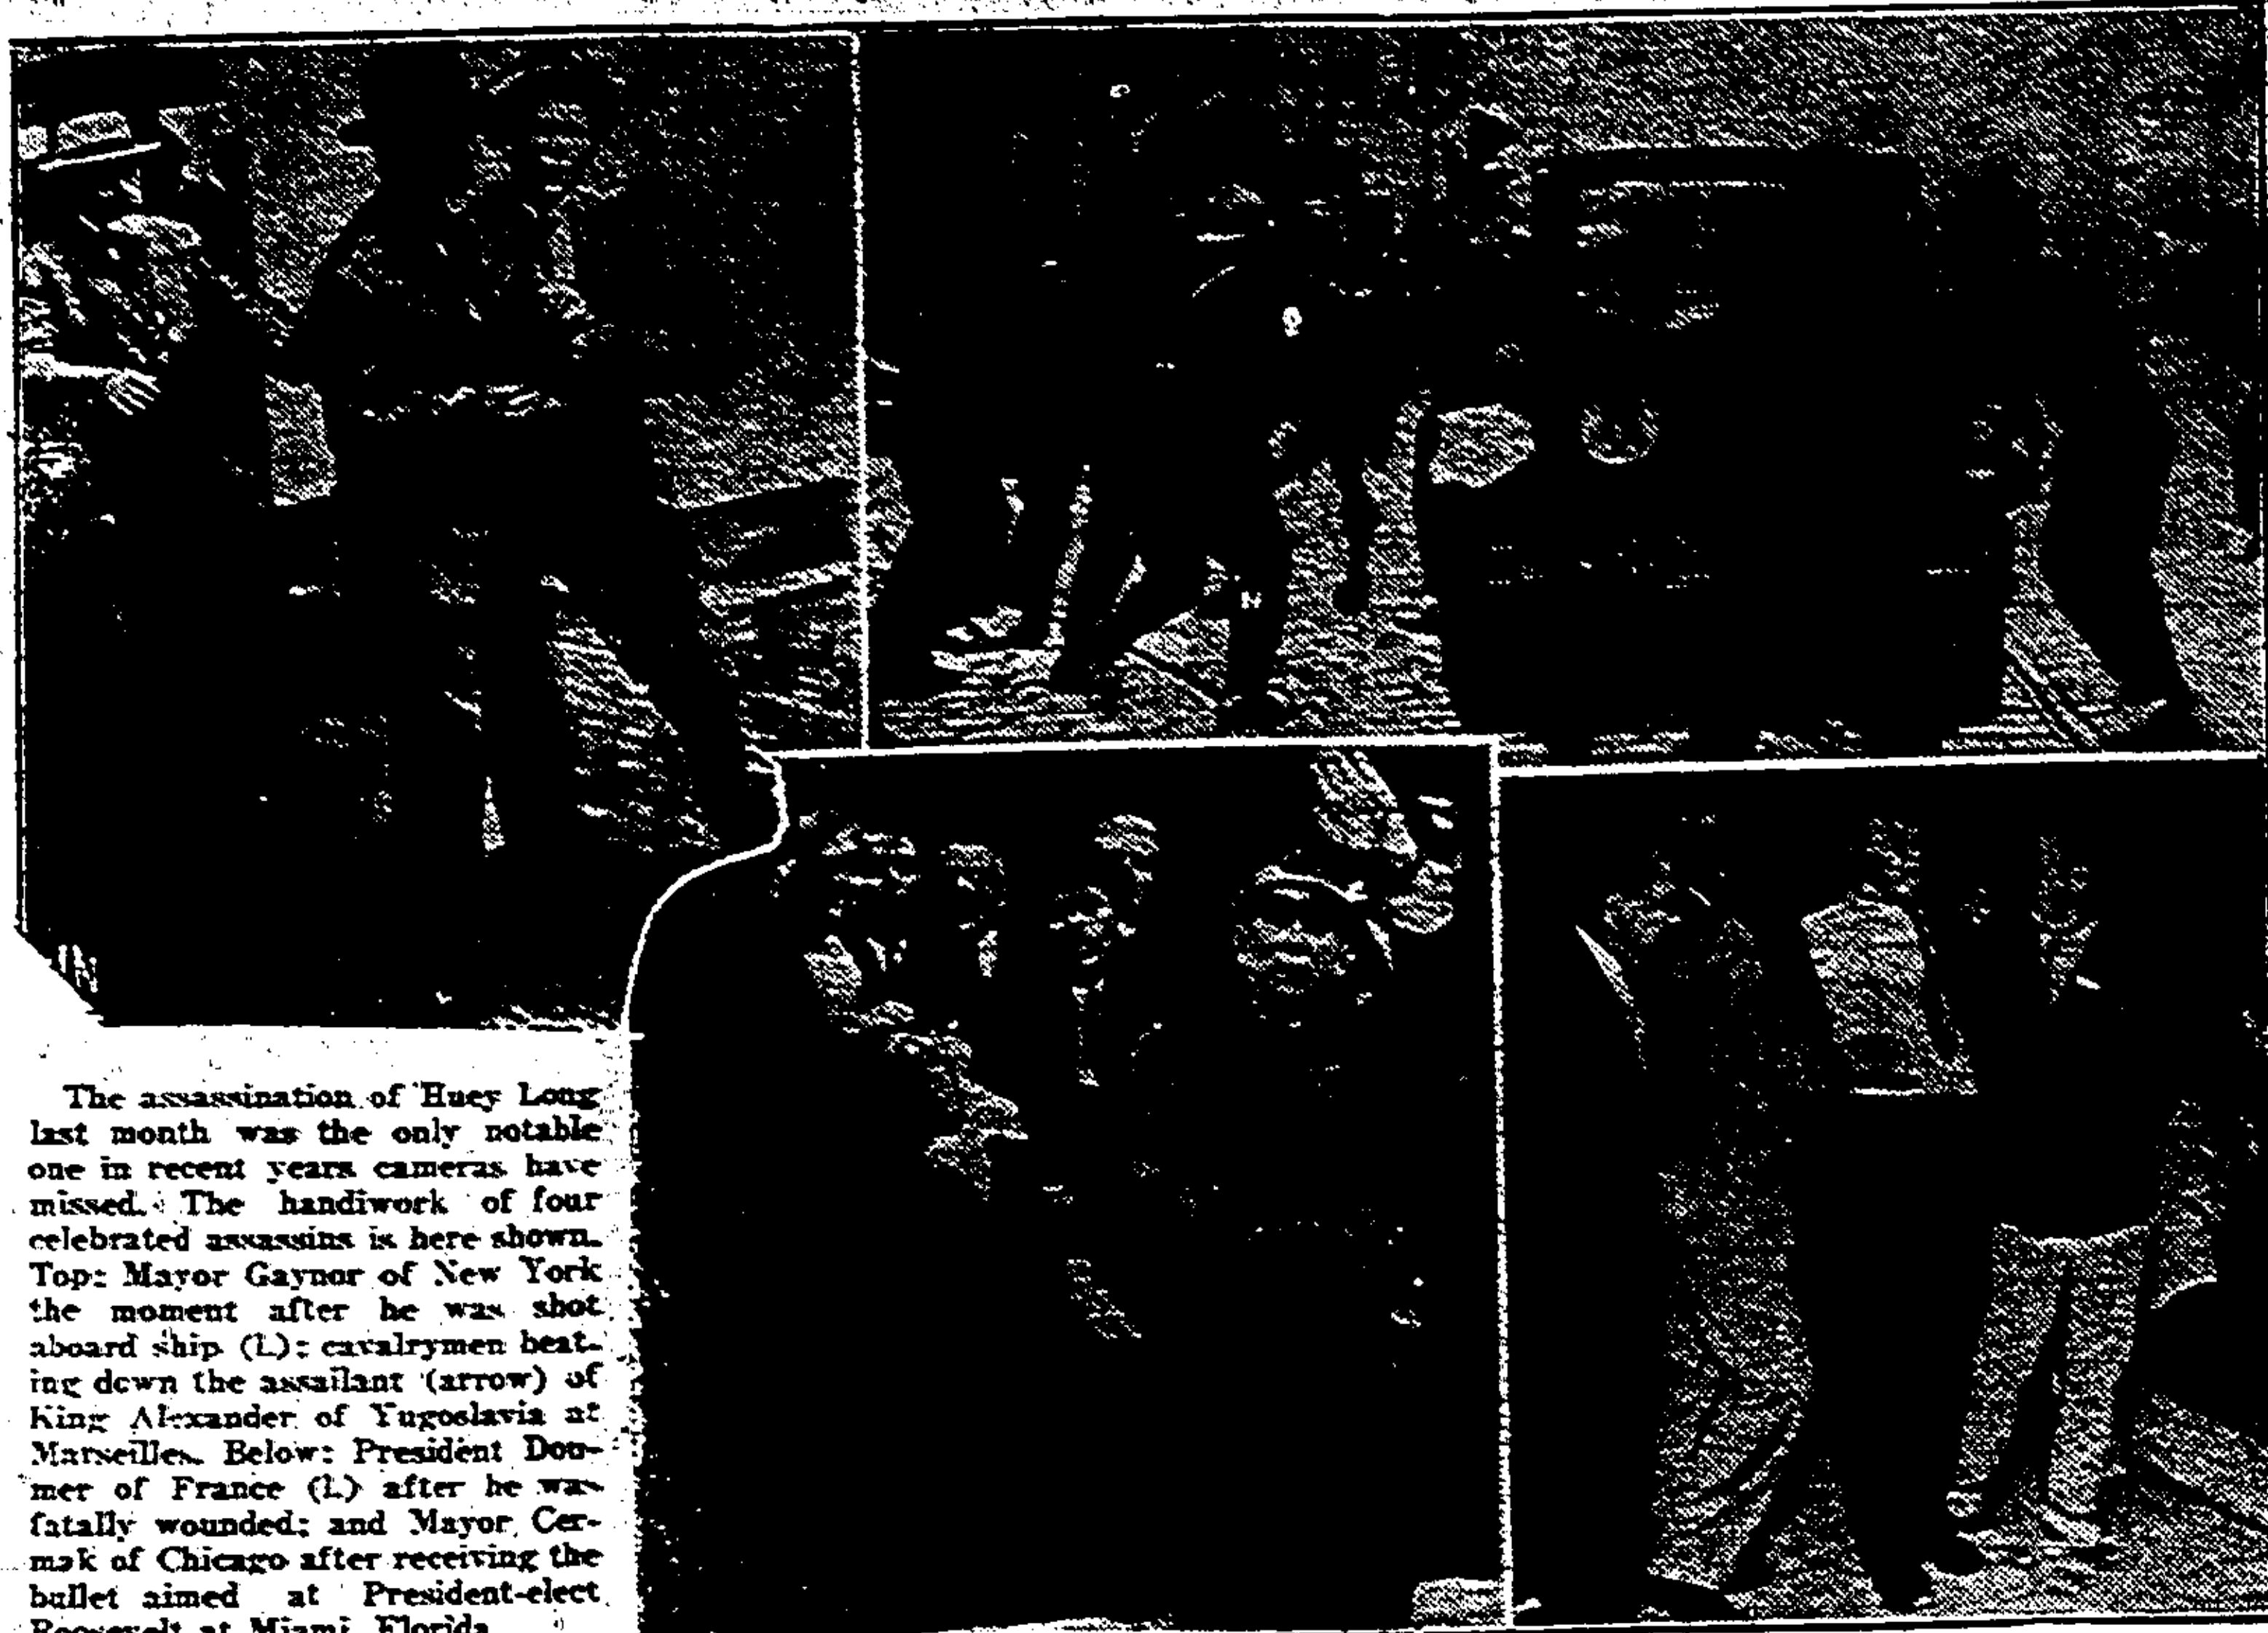 The assassination of Huey Long
last month was the only notable
one in recent years cameras have
missed. The handiwork of four
celebrated assassins is here shown.
Top: Mayor Gaynor of New York
the moment after he was shot
aboard ship (L); cavalrymen beat-
ing down the assailant (arrow) of
King Alexander of Yugoslavia at
Marseilles. Below: President Dou-
mer of France (L) after he was
fatally wounded; and Mayor Cer-
mak of Chicago after receiving the
bullet aimed at President-elect
Roosevelt at Miami, Florida.